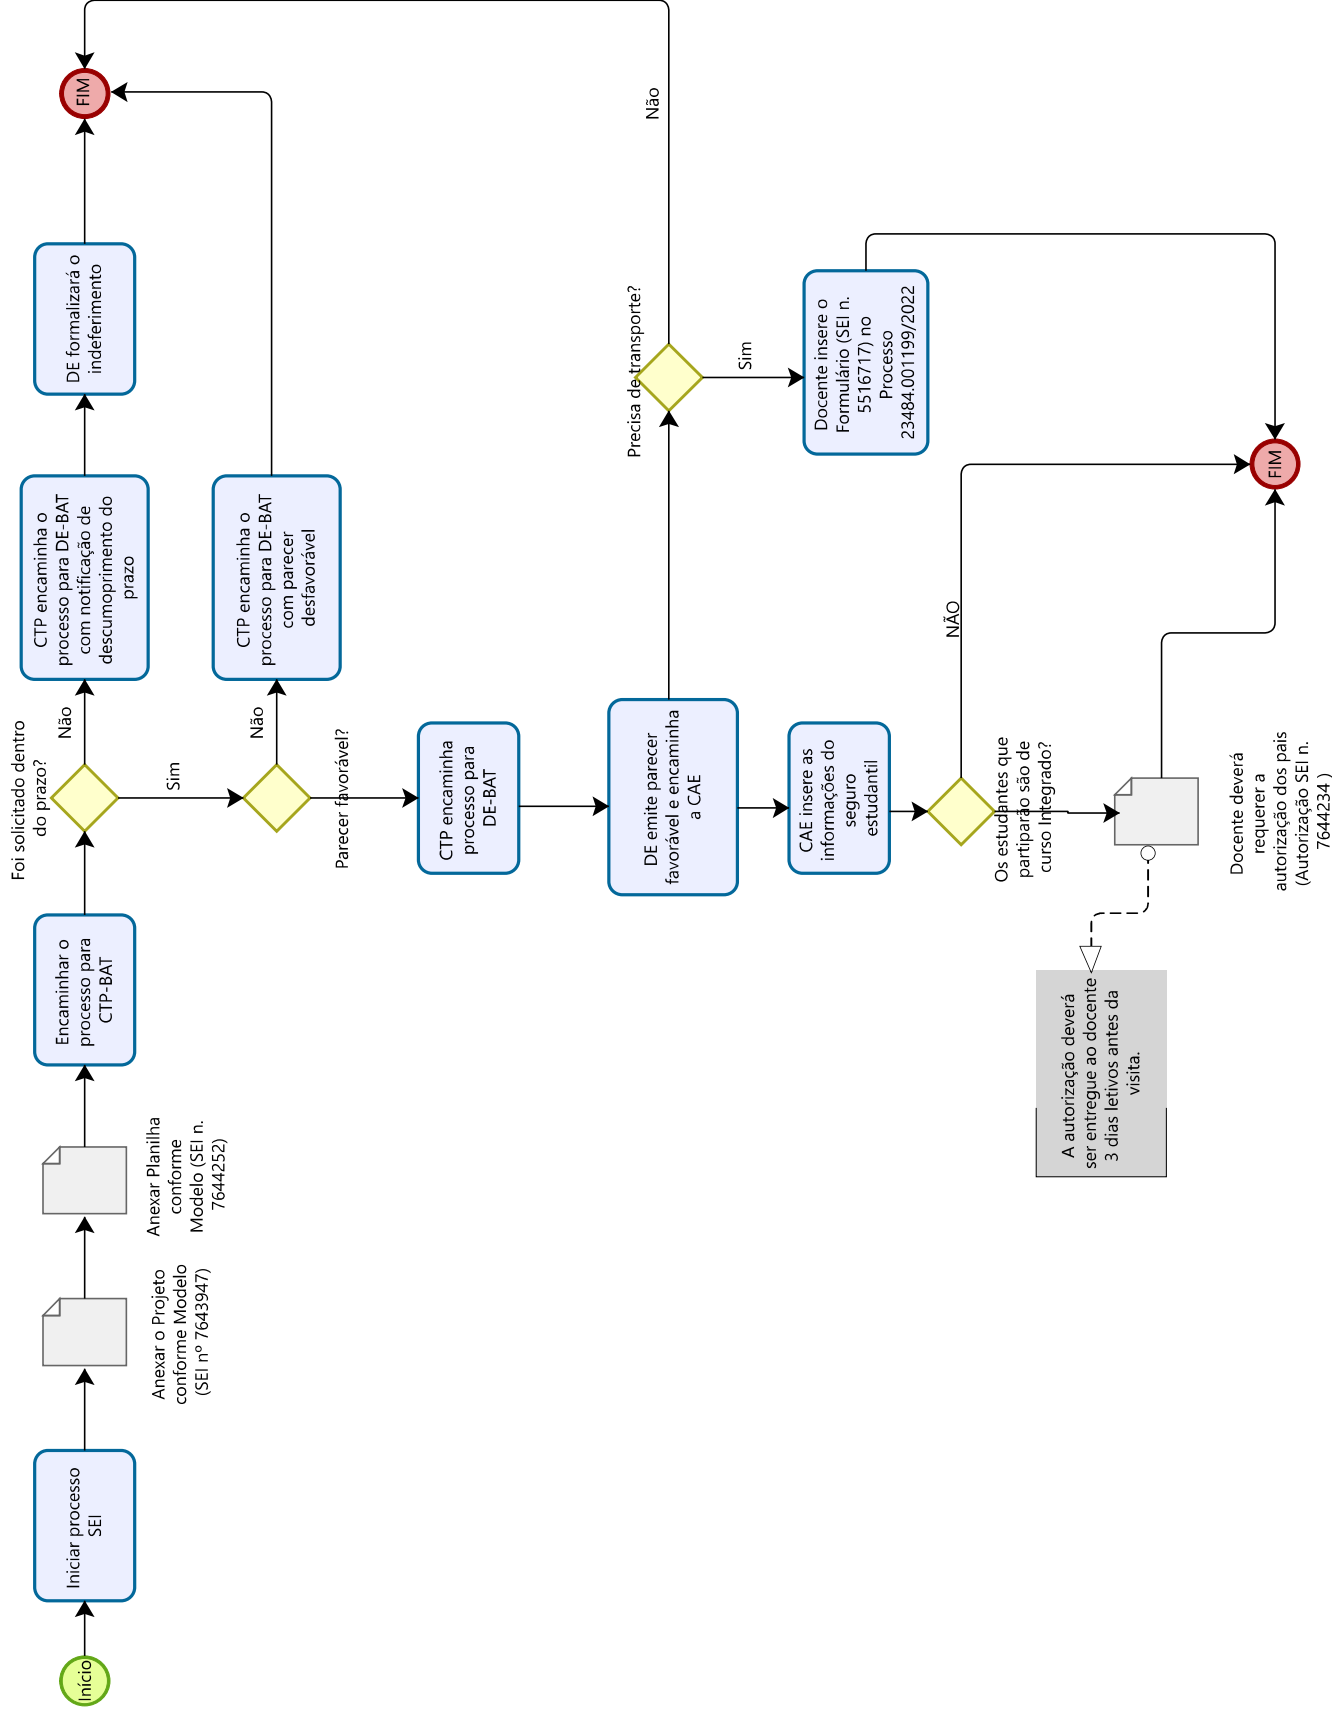 Início
Iniciar processo
SEI
Anexar o Projeto
conforme Modelo
(SEI nº 7643947)
Anexar Planilha
conforme
Modelo (SEI n.
7644252)
Encaminhar o
processo para
CTP-BAT
Foi solicitado dentro
do prazo?
Não
CTP encaminha o
processo para DE-BAT
com notificação de
descumoprimento do
prazo
DE formalizará o
indeferimento
FIM
Sim
Parecer favorável?
Não
CTP encaminha o
processo para DE-BAT
com parecer
desfavorável
CTP encaminha
processo para
DE-BAT
DE emite parecer
favorável e encaminha
a CAE
Precisa de transporte?
Não
Sim
Docente insere o
Formulário (SEI n.
5516717) no
Processo
23484.001199/2022
CAE insere as
informações do
seguro
estudantil
Os estudantes que
partiparão são de
curso Integrado?
NÃO
FIM
Docente deverá
requerer a
autorização dos pais
(Autorização SEI n.
7644234 )
A autorização deverá
ser entregue ao docente
3 dias letivos antes da
visita.